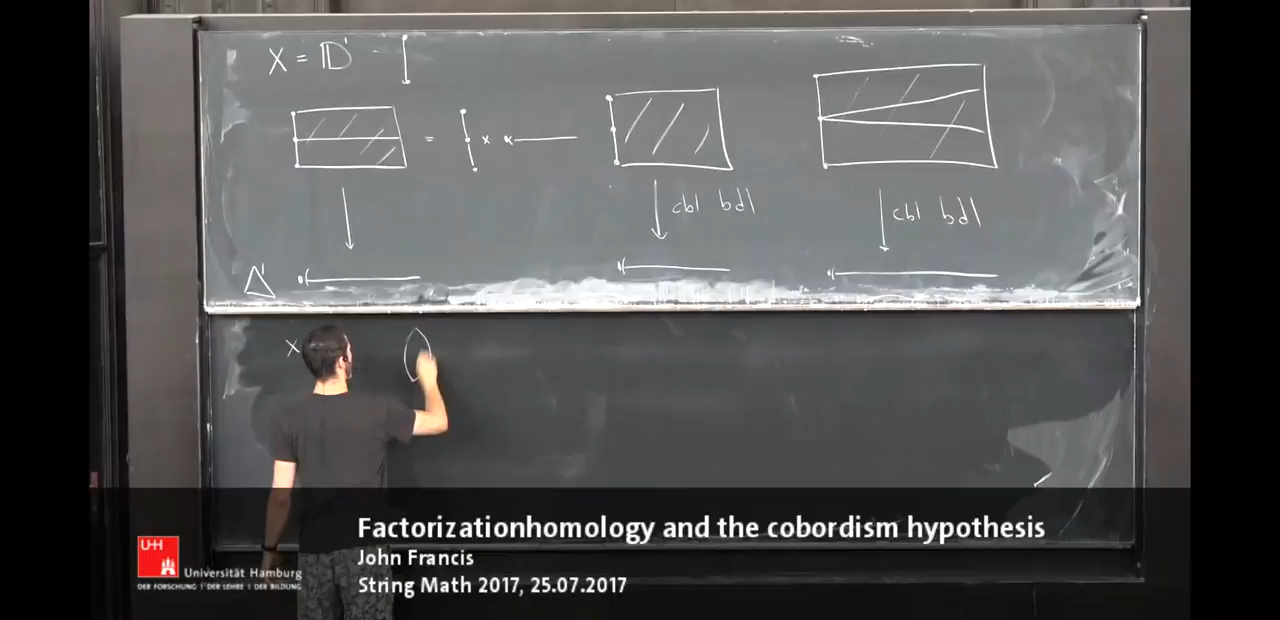 X = 𝔻¹
= ×
cbl bdl
cbl bdl
Δ¹
X
Factorizationhomology and the cobordism hypothesis
John Francis
String Math 2017, 25.07.2017
UH
Universität Hamburg
DER FORSCHUNG | DER LEHRE | DER BILDUNG